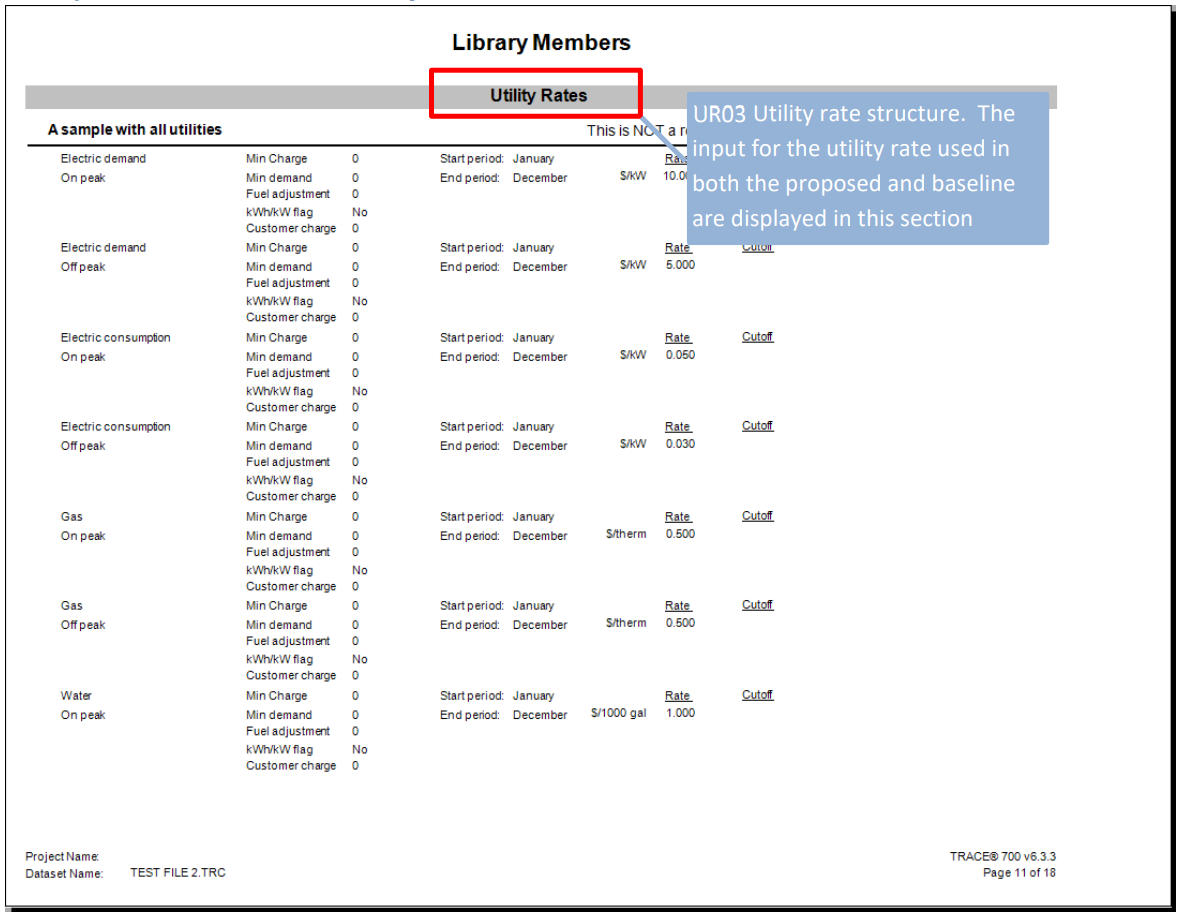 Library Members
Utility Rates
UR03 Utility rate structure. The
input for the utility rate used in
both the proposed and baseline
are displayed in this section
A sample with all utilities This is NOT a
Electric demand Min Charge 0 Start period: January
On peak Min demand 0 End period: December $/kW
Fuel adjustment 0
kWh/kW flag No
Customer charge 0
Electric demand Min Charge 0 Start period: January Rate Cutoff
Off peak Min demand 0 End period: December $/kW 5.000
Fuel adjustment 0
kWh/kW flag No
Customer charge 0
Electric consumption Min Charge 0 Start period: January Rate Cutoff
On peak Min demand 0 End period: December $/kW 0.050
Fuel adjustment 0
kWh/kW flag No
Customer charge 0
Electric consumption Min Charge 0 Start period: January Rate Cutoff
Off peak Min demand 0 End period: December $/kW 0.030
Fuel adjustment 0
kWh/kW flag No
Customer charge 0
Gas Min Charge 0 Start period: January Rate Cutoff
On peak Min demand 0 End period: December $/therm 0.500
Fuel adjustment 0
kWh/kW flag No
Customer charge 0
Gas Min Charge 0 Start period: January Rate Cutoff
Off peak Min demand 0 End period: December $/therm 0.500
Fuel adjustment 0
kWh/kW flag No
Customer charge 0
Water Min Charge 0 Start period: January Rate Cutoff
On peak Min demand 0 End period: December $/1000 gal 1.000
Fuel adjustment 0
kWh/kW flag No
Customer charge 0
Project Name: TRACE® 700 v6.3.3
Dataset Name: TEST FILE 2.TRC Page 11 of 18